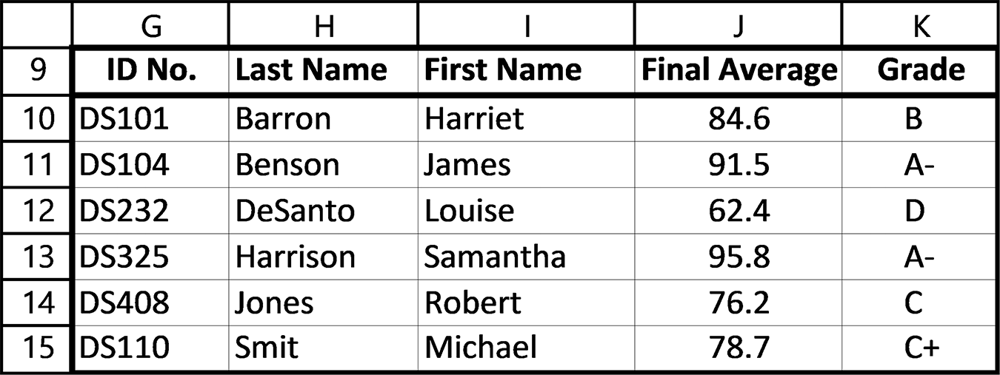 G H I J K
9 ID No. Last Name First Name Final Average Grade
10 DS101 Barron Harriet 84.6 B
11 DS104 Benson James 91.5 A-
12 DS232 DeSanto Louise 62.4 D
13 DS325 Harrison Samantha 95.8 A-
14 DS408 Jones Robert 76.2 C
15 DS110 Smit Michael 78.7 C+